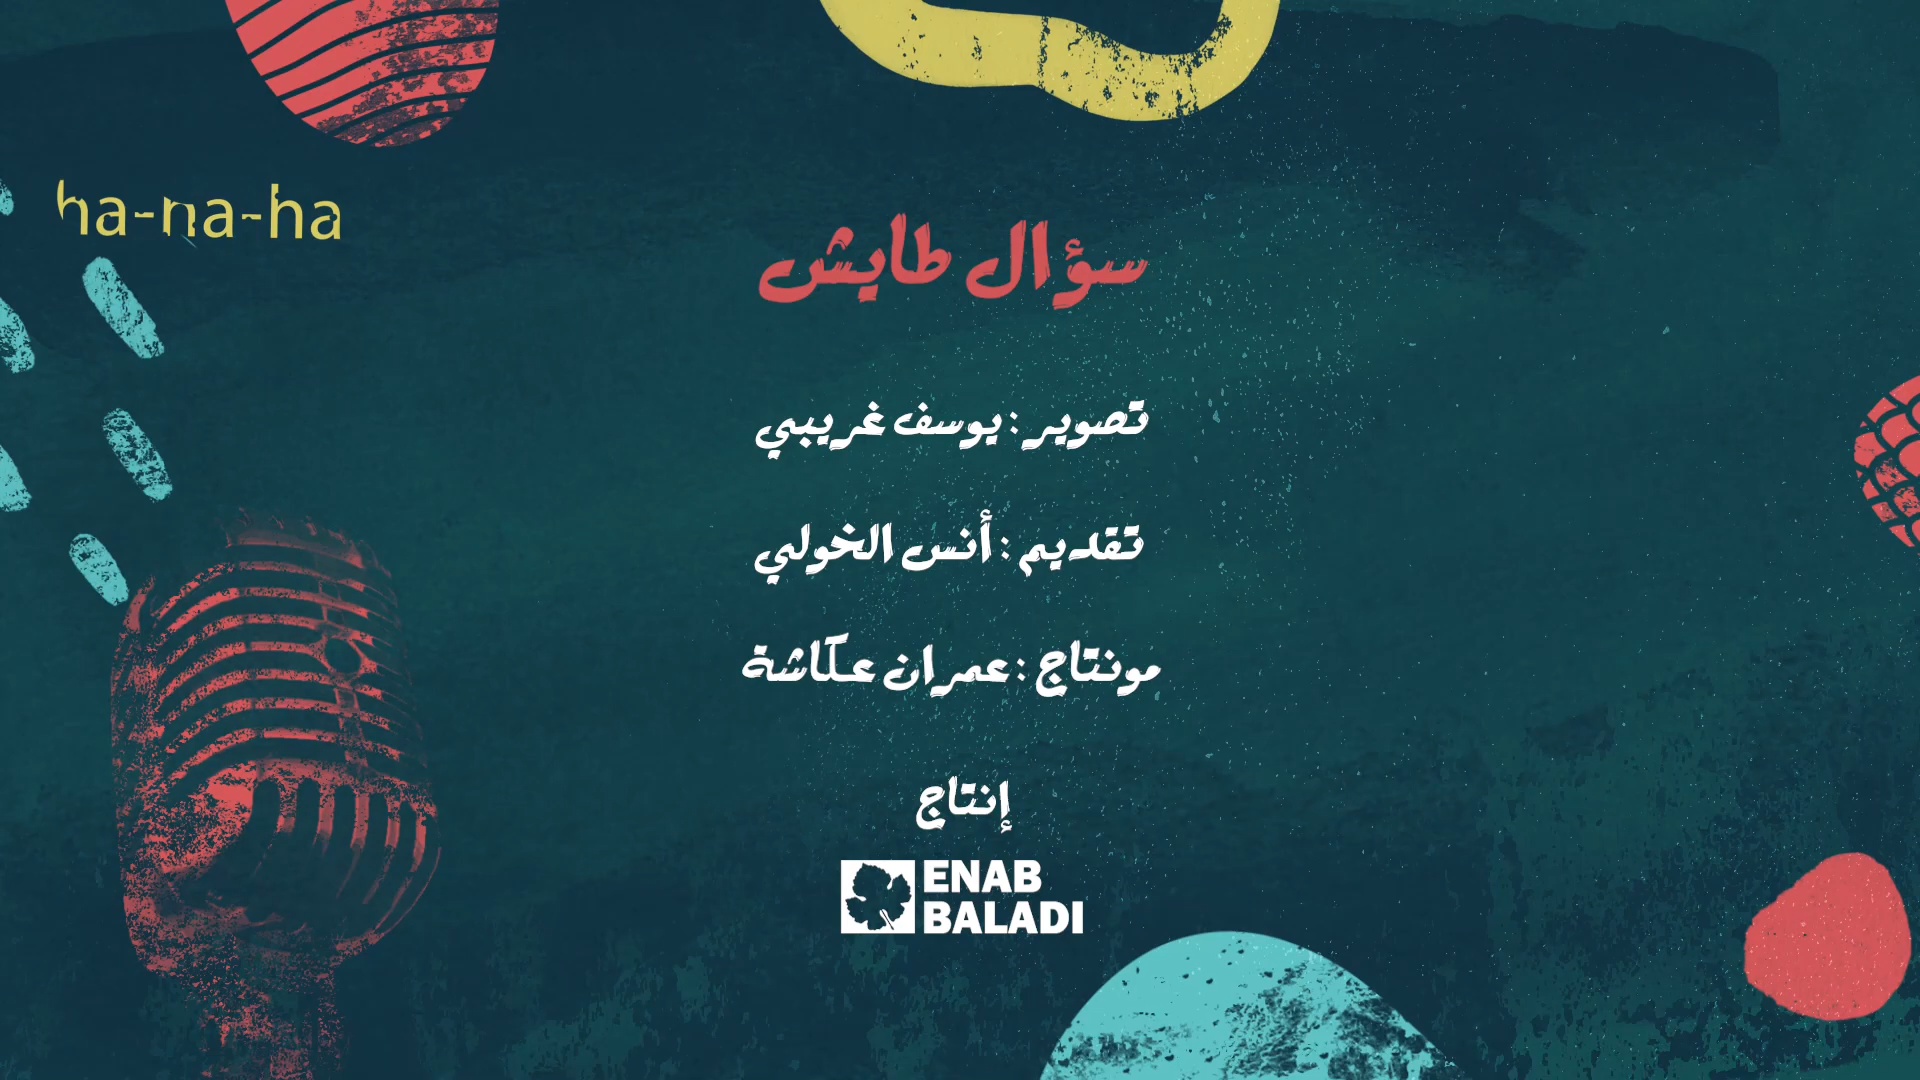 ha-na-ha
سؤال طايش
تصوير : يوسف غريبي
تقديم : أنس الخولي
مونتاج : عمران عكاشة
إنتاج
ENAB
BALADI